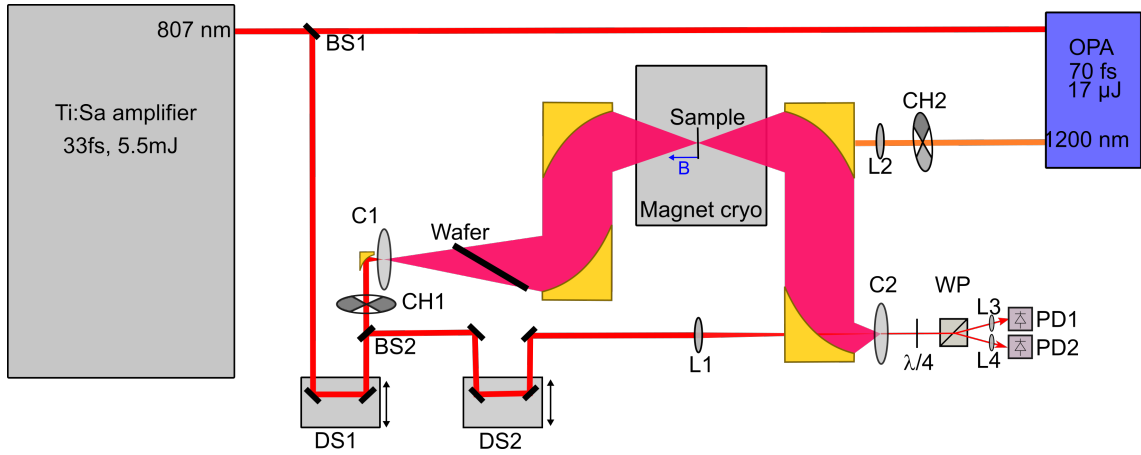 807 nm
BS1
OPA
70 fs
17 µJ
Ti:Sa amplifier
33fs, 5.5mJ
Sample
CH2
1200 nm
L2
B
Magnet cryo
C1
Wafer
CH1
BS2
C2
WP
L3
PD1
PD2
L4
L1
λ/4
DS1
DS2